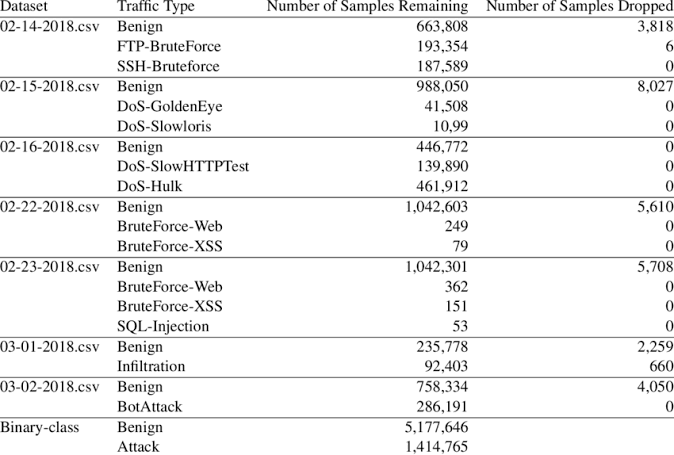 Dataset Traffic Type Number of Samples Remaining Number of Samples Dropped
02-14-2018.csv Benign 663,808 3,818
FTP-BruteForce 193,354 6
SSH-Bruteforce 187,589 0
02-15-2018.csv Benign 988,050 8,027
DoS-GoldenEye 41,508 0
DoS-Slowloris 10,99 0
02-16-2018.csv Benign 446,772 0
DoS-SlowHTTPTest 139,890 0
DoS-Hulk 461,912 0
02-22-2018.csv Benign 1,042,603 5,610
BruteForce-Web 249 0
BruteForce-XSS 79 0
02-23-2018.csv Benign 1,042,301 5,708
BruteForce-Web 362 0
BruteForce-XSS 151 0
SQL-Injection 53 0
03-01-2018.csv Benign 235,778 2,259
Infiltration 92,403 660
03-02-2018.csv Benign 758,334 4,050
BotAttack 286,191 0
Binary-class Benign 5,177,646
Attack 1,414,765